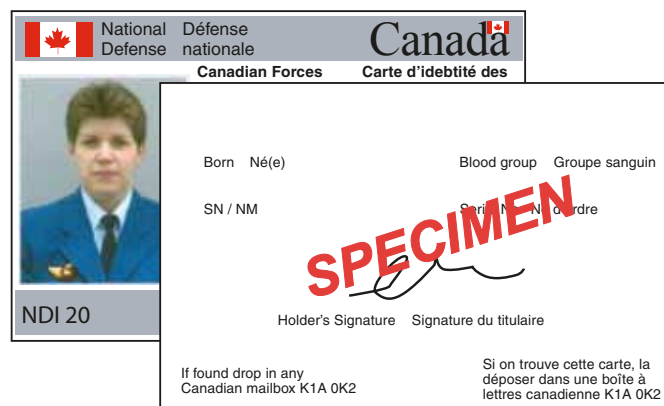 National Défense
Defense nationale
Canada
Canadian Forces Carte d'idebtité des
NDI 20
Born Né(e) Blood group Groupe sanguin
SN / NM
SPECIMEN
Holder's Signature Signature du titulaire
If found drop in any
Canadian mailbox K1A 0K2
Si on trouve cette carte, la
déposer dans une boîte à
lettres canadienne K1A 0K2